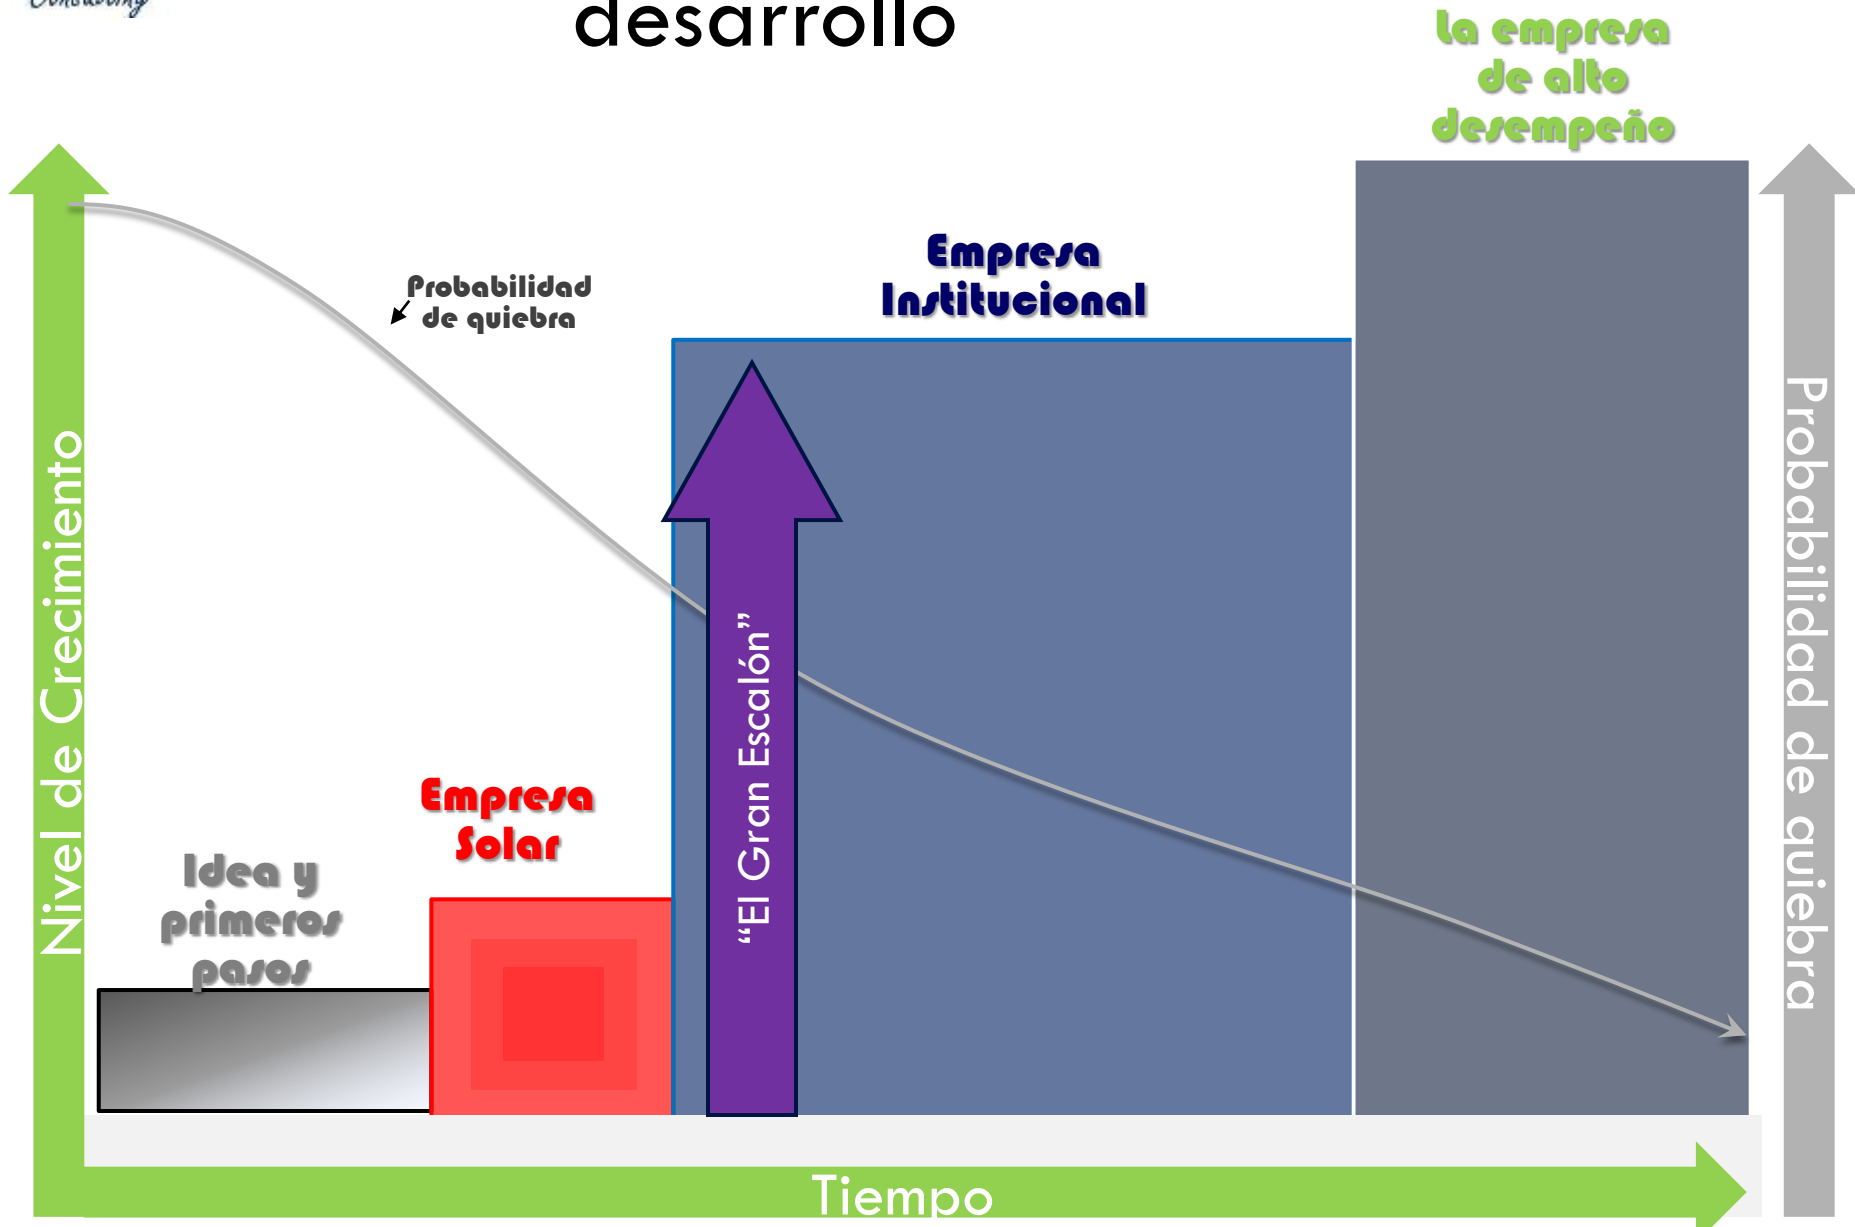 Consulting
desarrollo
La empresa
de alto
desempeño
Empresa
Institucional
Probabilidad
de quiebra
Empresa
Solar
Idea y
primeros
pasos
“El Gran Escalón”
Nivel de Crecimiento
Probabilidad de quiebra
Tiempo